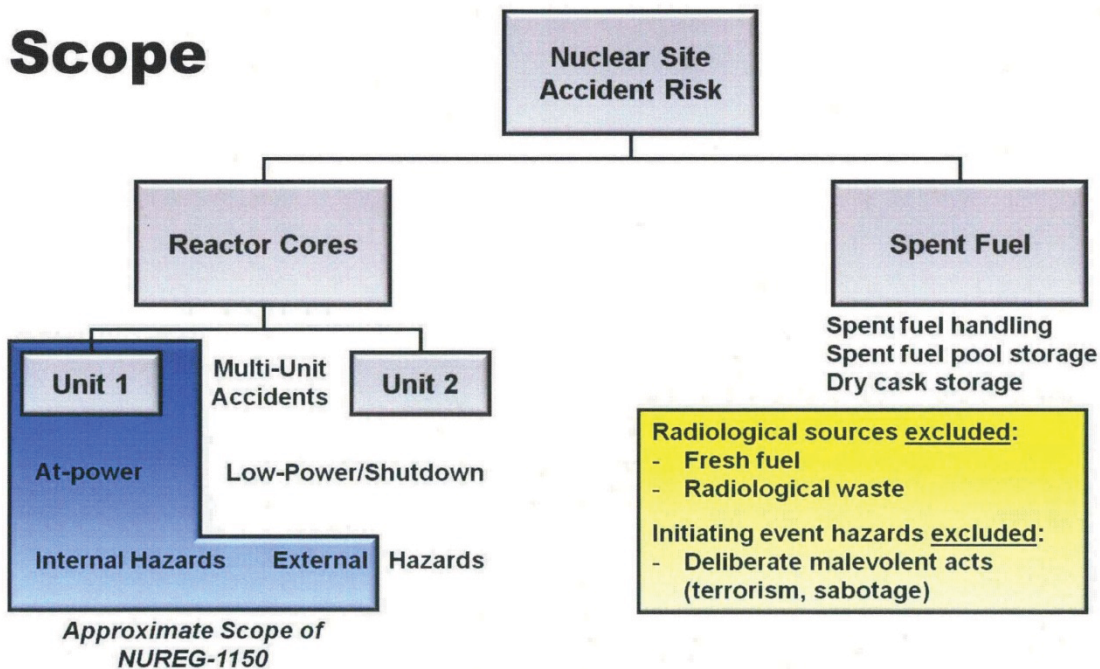 Scope
Nuclear Site
Accident Risk
Reactor Cores
Spent Fuel
Unit 1
Multi-Unit
Accidents
Unit 2
At-power
Low-Power/Shutdown
Internal Hazards
External Hazards
Approximate Scope of
NUREG-1150
Spent fuel handling
Spent fuel pool storage
Dry cask storage
Radiological sources excluded:
- Fresh fuel
- Radiological waste
Initiating event hazards excluded:
- Deliberate malevolent acts
(terrorism, sabotage)